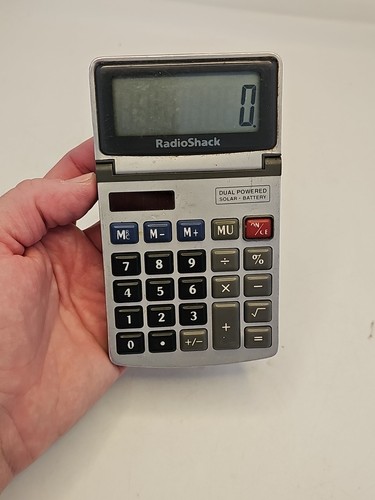 0.
RadioShack
DUAL POWERED
SOLAR - BATTERY
M- M+ MU
7 8 9 ÷ %
4 5 6 × −
1 2 3 + √
0 • +/− =